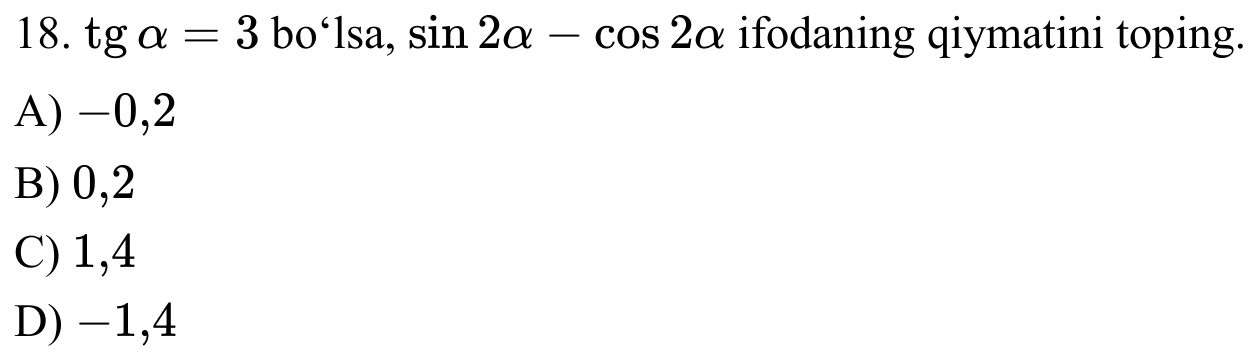 18. tg α = 3 bo‘lsa, sin 2α − cos 2α ifodaning qiymatini toping.
A) −0,2
B) 0,2
C) 1,4
D) −1,4